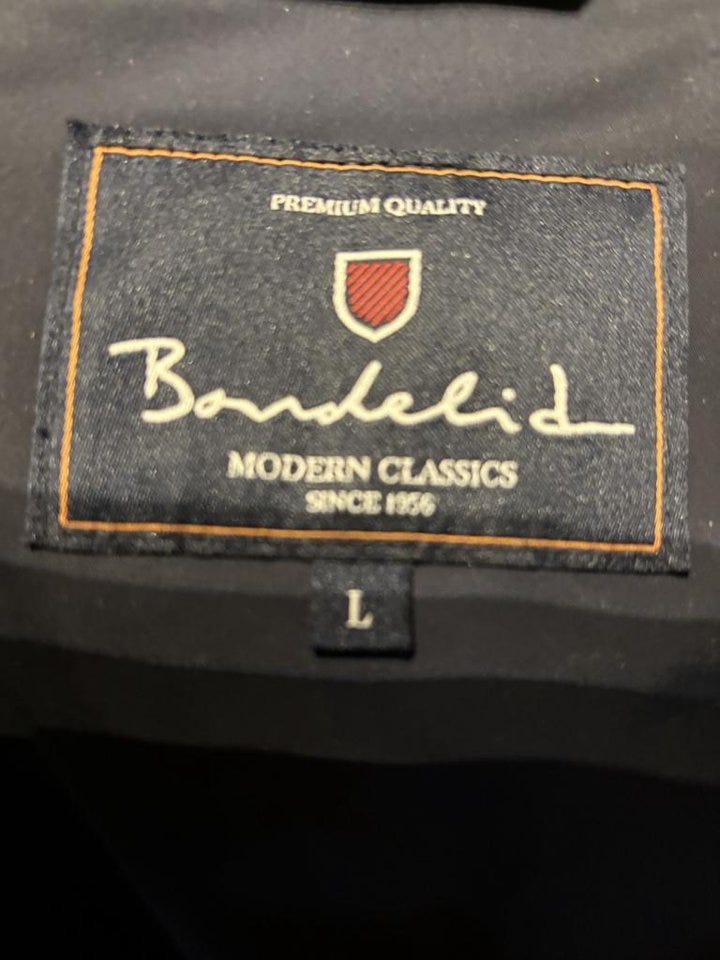 PREMIUM QUALITY
Bondelid
MODERN CLASSICS
SINCE 1956
L